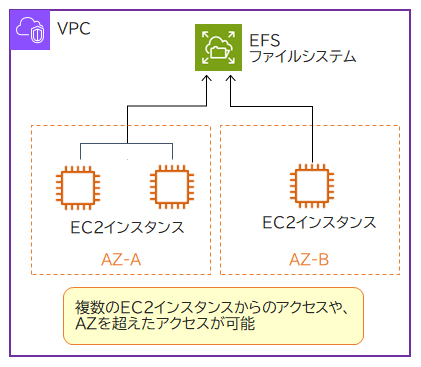 VPC
EFS
ファイルシステム
EC2インスタンス
EC2インスタンス
AZ-A
AZ-B
複数のEC2インスタンスからのアクセスや、
AZを超えたアクセスが可能